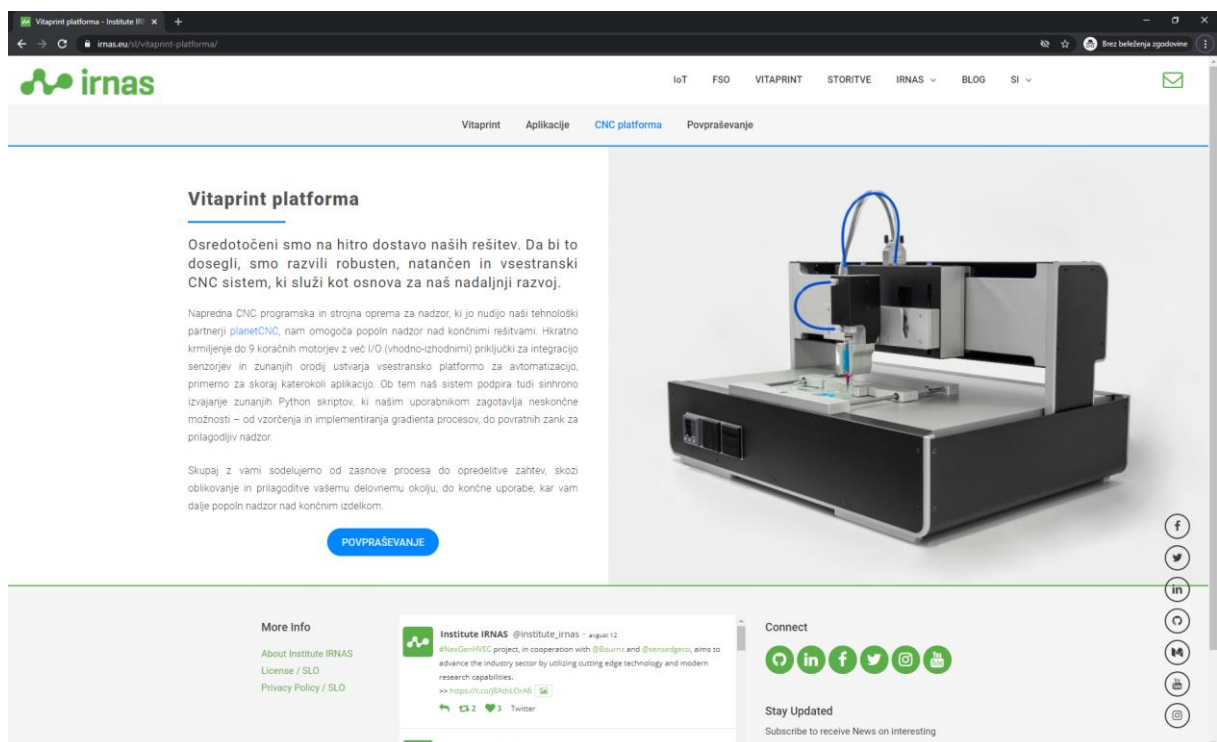 Vitaprint platforma - Institute IR
irnas.eu/sl/vitaprint-platforma/
Brez beleženja zgodovine
irnas
IoT FSO VITAPRINT STORITVE IRNAS BLOG SI
Vitaprint Aplikacije CNC platforma Povpraševanje
Vitaprint platforma
Osredotočeni smo na hitro dostavo naših rešitev. Da bi to
dosegli, smo razvili robusten, natančen in vsestranski
CNC sistem, ki služi kot osnova za naš nadaljnji razvoj.
Napredna CNC programska in strojna oprema za nadzor, ki jo nudijo naši tehnološki
partnerji planetCNC, nam omogoča popoln nadzor nad končnimi rešitvami. Hkratno
krmiljenje do 9 koračnih motorjev z več I/O (vhodno-izhodnimi) priključki za integracijo
senzorjev in zunanjih orodij ustvarja vsestransko platformo za avtomatizacijo,
primerno za skoraj katerokoli aplikacijo. Ob tem naš sistem podpira tudi sinhrono
izvajanje zunanjih Python skriptov, ki našim uporabnikom zagotavlja neskončne
možnosti – od vzorčenja in implementiranja gradienta procesov, do povratnih zank za
prilagodljiv nadzor.
Skupaj z vami sodelujemo od zasnove procesa do opredelitve zahtev, skozi
oblikovanje in prilagoditve vašemu delovnemu okolju, do končne uporabe, kar vam
dalje popoln nadzor nad končnim izdelkom.
POVPRAŠEVANJE
More Info
About Institute IRNAS
License / SLO
Privacy Policy / SLO
Institute IRNAS @institute_irnas - avgust 12
#NexGenHVEC project, in cooperation with @Bourns and @sensedgeco, aims to
advance the industry sector by utilizing cutting edge technology and modern
research capabilities.
>>
2 3 Twitter
Connect
Stay Updated
Subscribe to receive News on interesting